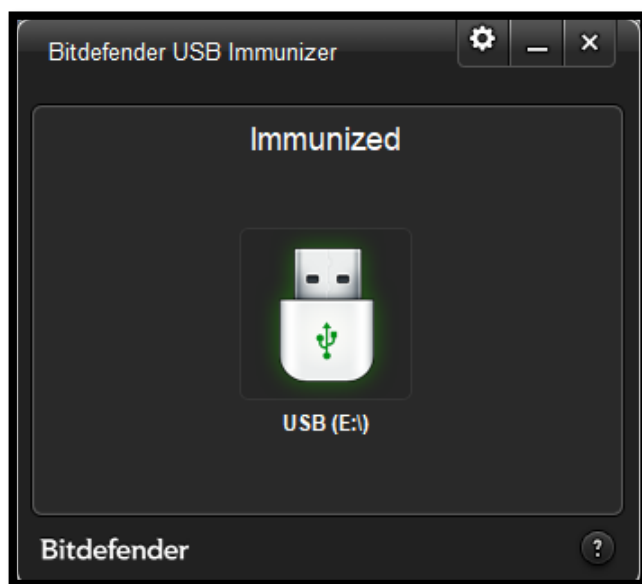 Bitdefender USB Immunizer
Immunized
USB (E:\)
Bitdefender
?